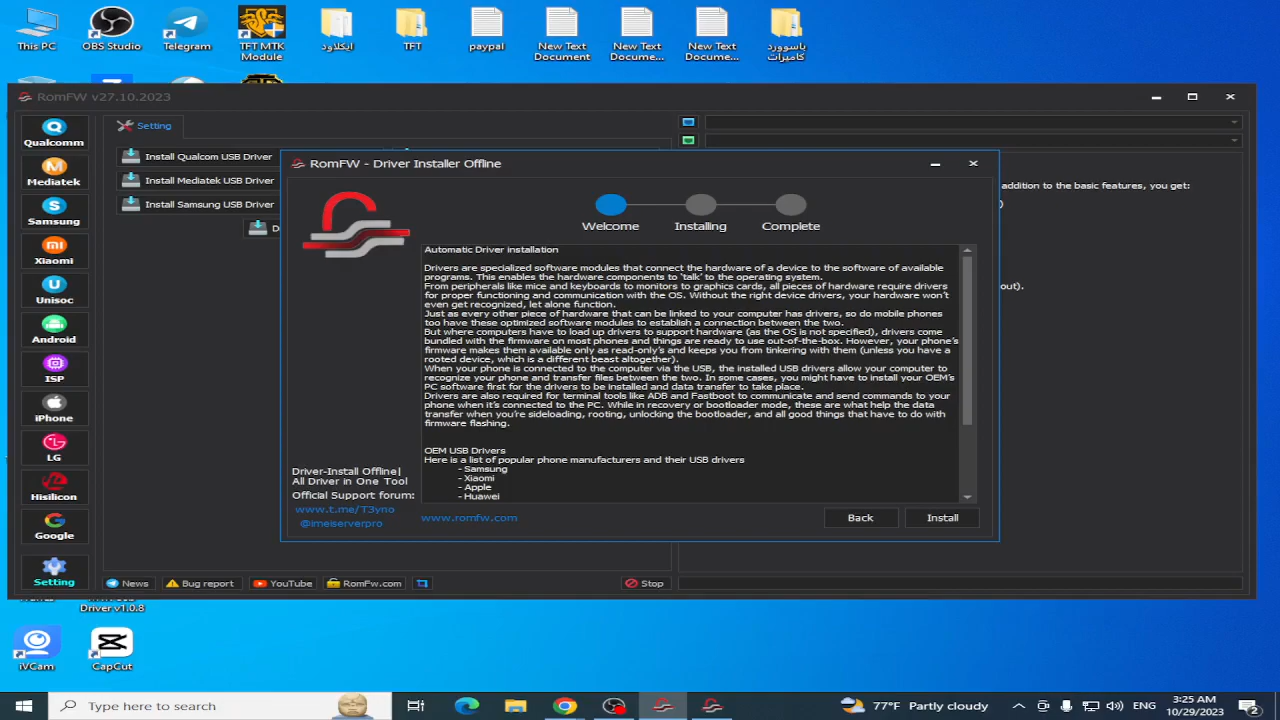 This PC
OBS Studio
Telegram
TFT MTK
Module
ايكلاود
TFT
paypal
New Text
Document
New Text
Docume...
New Text
Docume...
باسوورد
كاميرات
RomFW v27.10.2023
Qualcomm
Mediatek
Samsung
Xiaomi
Unisoc
Android
ISP
iPhone
LG
Hisilicon
Google
Setting
Setting
Install Qualcom USB Driver
Install Mediatek USB Driver
Install Samsung USB Driver
D
addition to the basic features, you get:
)
out).
RomFW - Driver Installer Offline
Welcome
Installing
Complete
Automatic Driver installation
Drivers are specialized software modules that connect the hardware of a device to the software of available
programs. This enables the hardware components to 'talk' to the operating system.
From peripherals like mice and keyboards to monitors to graphics cards, all pieces of hardware require drivers
for proper functioning and communication with the OS. Without the right device drivers, your hardware won't
even get recognized, let alone function.
Just as every other piece of hardware that can be linked to your computer has drivers, so do mobile phones
too have these optimized software modules to establish a connection between the two.
But where computers have to load up drivers to support hardware (as the OS is not specified), drivers come
bundled with the firmware on most phones and things are ready to use out-of-the-box. However, your phone's
firmware makes them available only as read-only's and keeps you from tinkering with them (unless you have a
rooted device, which is a different beast altogether).
When your phone is connected to the computer via the USB, the installed USB drivers allow your computer to
recognize your phone and transfer files between the two. In some cases, you might have to install your OEM's
PC software first for the drivers to be installed and data transfer to take place.
Drivers are also required for terminal tools like ADB and Fastboot to communicate and send commands to your
phone when it's connected to the PC. While in recovery or bootloader mode, these are what help the data
transfer when you're sideloading, rooting, unlocking the bootloader, and all good things that have to do with
firmware flashing.
OEM USB Drivers
Here is a list of popular phone manufacturers and their USB drivers
- Samsung
- Xiaomi
- Apple
- Huawei
Driver-Install Offline|
All Driver in One Tool
Official Support forum:
www.t.me/T3yno
@imeiserverpro
www.romfw.com
Back
Install
News
Bug report
YouTube
RomFw.com
Stop
Driver v1.0.8
iVCam
CapCut
Type here to search
77°F Partly cloudy
ENG
3:25 AM
10/29/2023
2